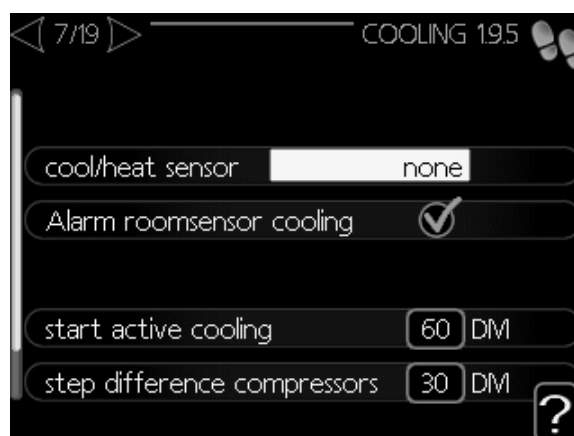 7/19 COOLING 1.9.5
cool/heat sensor none
Alarm roomsensor cooling
start active cooling 60 DM
step difference compressors 30 DM
?